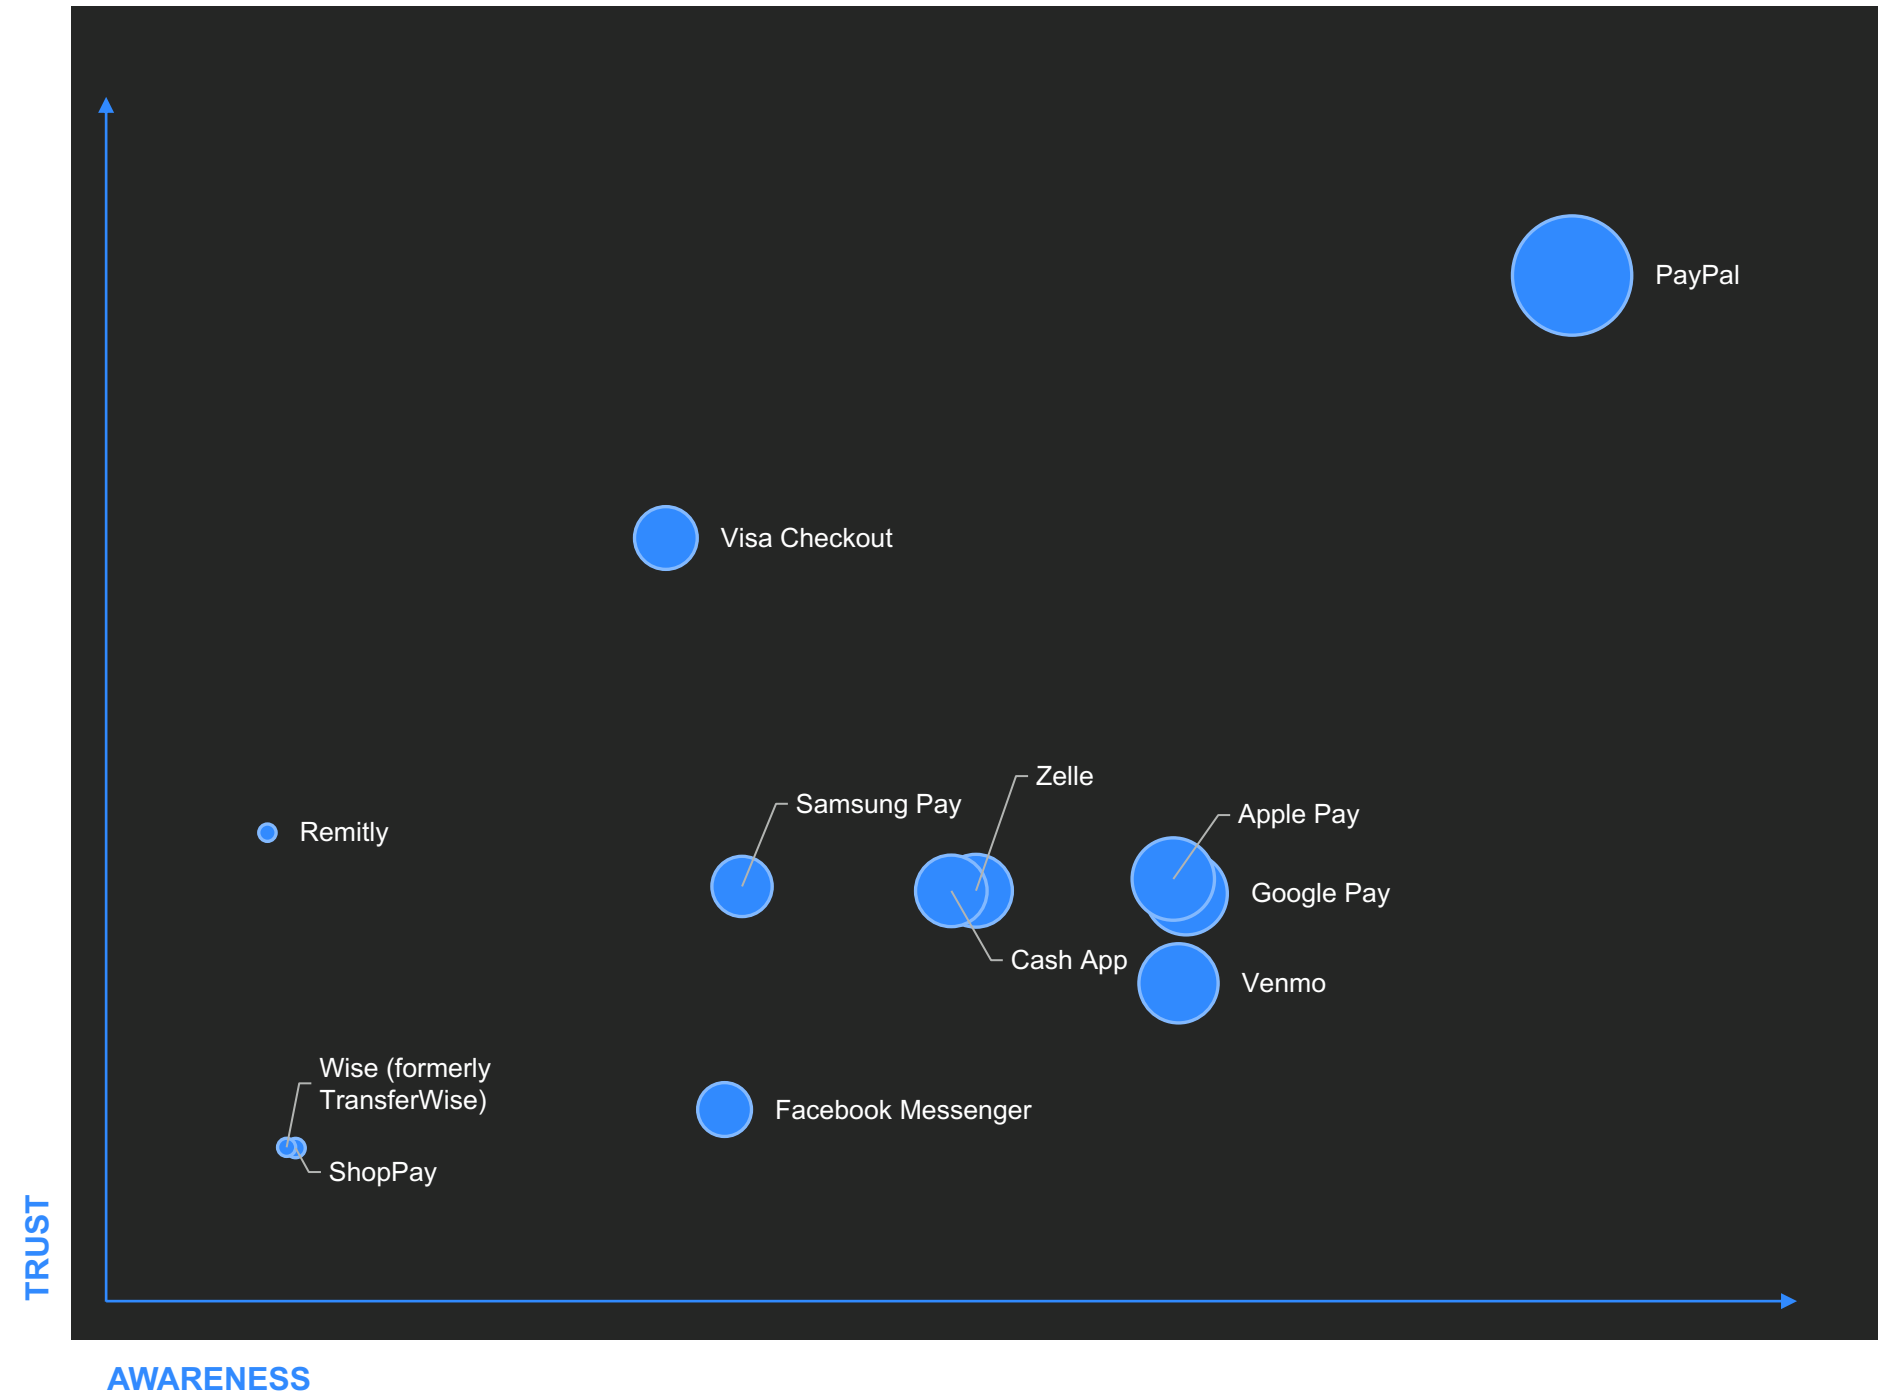 PayPal
Visa Checkout
Zelle
Samsung Pay
Apple Pay
Remitly
Google Pay
Cash App
Venmo
Wise (formerly
TransferWise)
Facebook Messenger
ShopPay
TRUST
AWARENESS